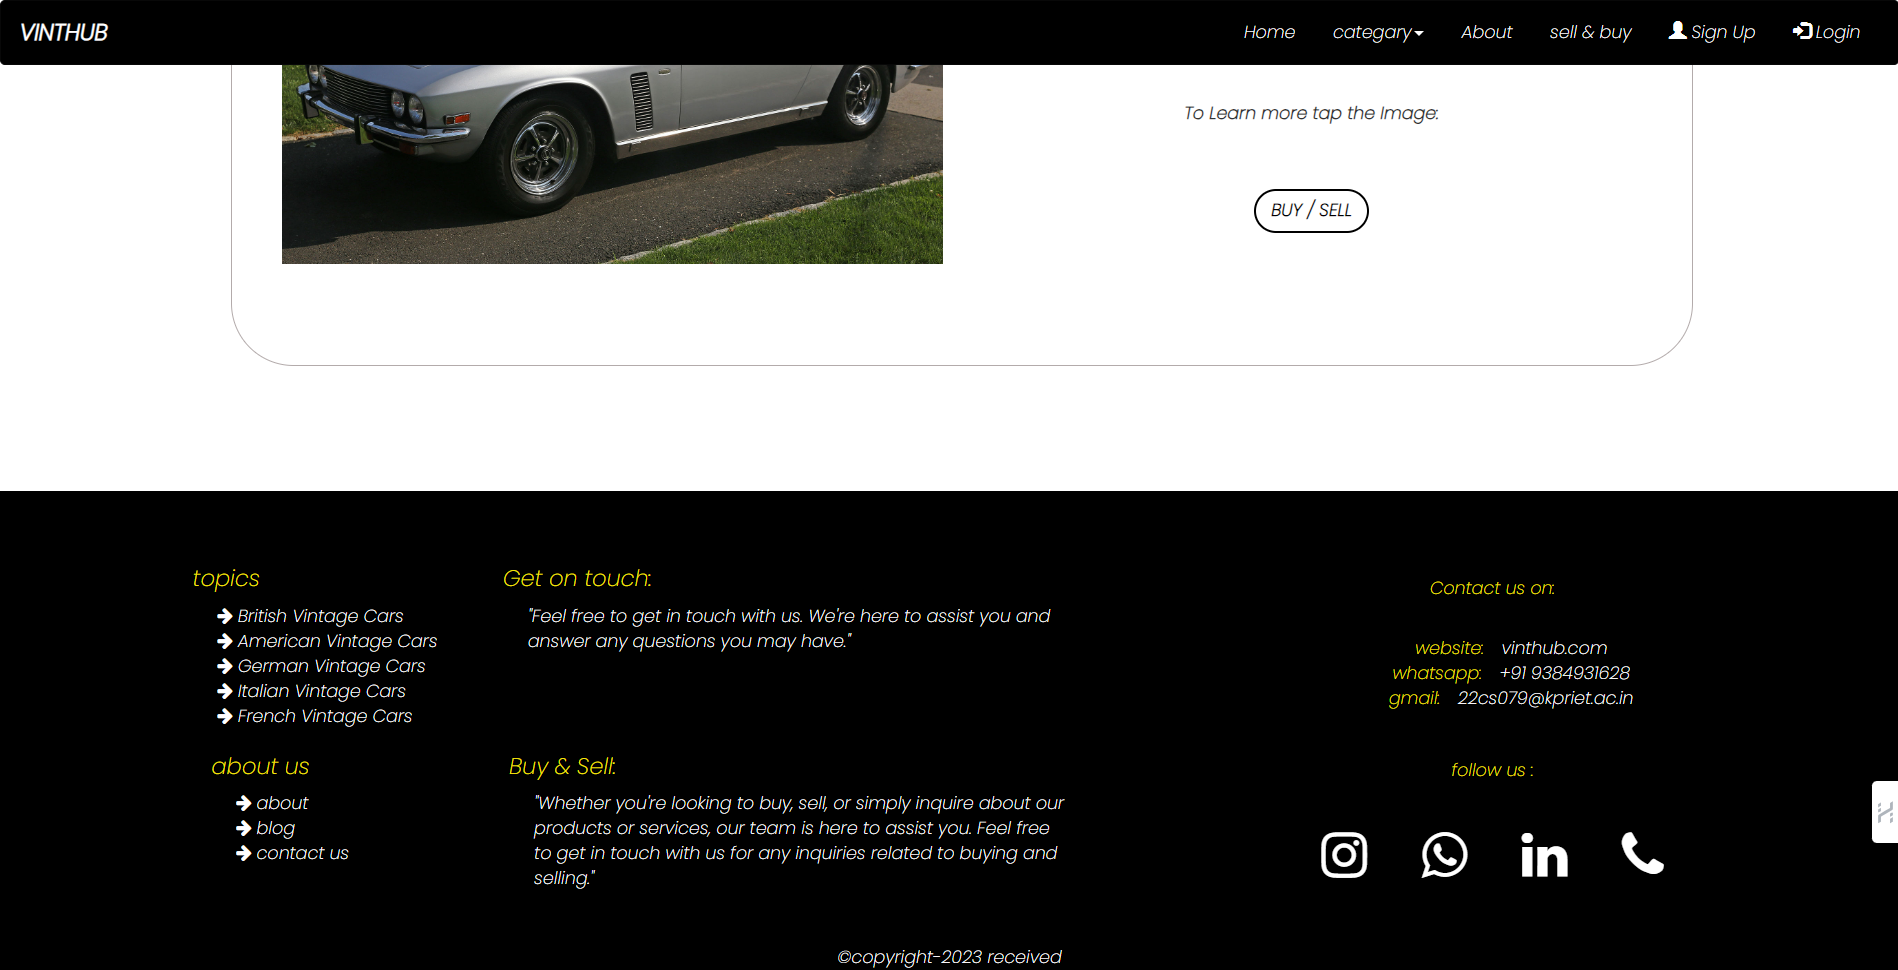 VINTHUB
Home categary About sell & buy Sign Up Login
To Learn more tap the Image:
BUY / SELL
topics
British Vintage Cars
American Vintage Cars
German Vintage Cars
Italian Vintage Cars
French Vintage Cars
Get on touch:
"Feel free to get in touch with us. We're here to assist you and
answer any questions you may have."
about us
about
blog
contact us
Buy & Sell:
"Whether you're looking to buy, sell, or simply inquire about our
products or services, our team is here to assist you. Feel free
to get in touch with us for any inquiries related to buying and
selling."
Contact us on:
website: vinthub.com
whatsapp: +91 9384931628
gmail: 22cs079@kpriet.ac.in
follow us :
©copyright-2023 received